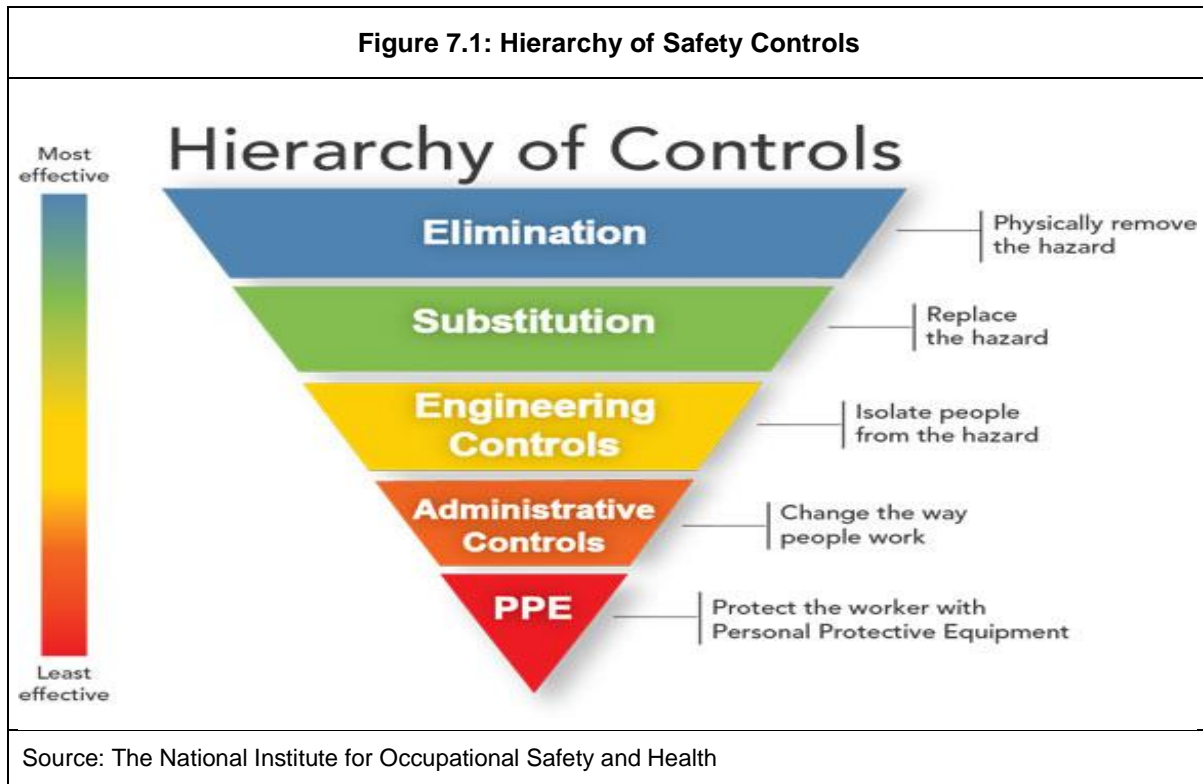 Figure 7.1: Hierarchy of Safety Controls
Hierarchy of Controls
Most
effective
Elimination
Physically remove
the hazard
Substitution
Replace
the hazard
Engineering
Controls
Isolate people
from the hazard
Administrative
Controls
Change the way
people work
PPE
Protect the worker with
Personal Protective Equipment
Least
effective
Source: The National Institute for Occupational Safety and Health